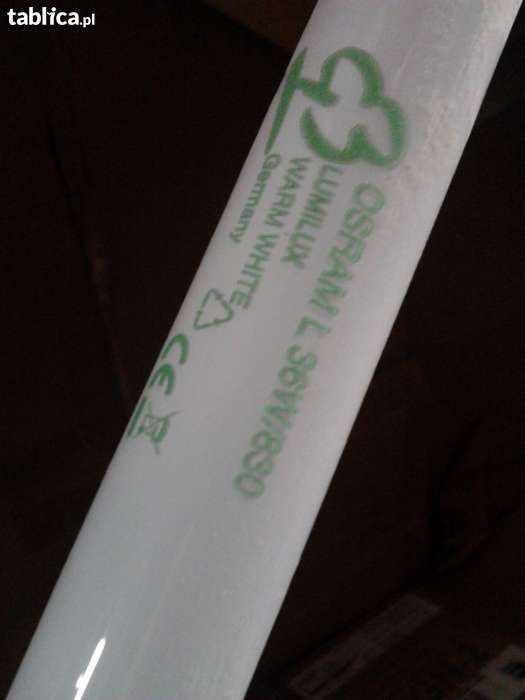 tablica.pl
OSRAM L 36W/830
LUMILUX
WARM WHITE
Germany
CE